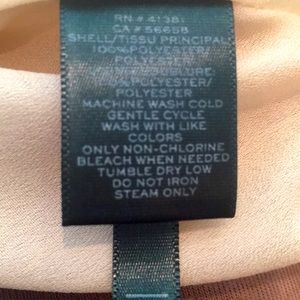 RN # 41381
CA # 56658
SHELL/TISSU PRINCIPAL
100% POLYESTER/
POLYESTER
POLYESTER/
POLYESTER
MACHINE WASH COLD
GENTLE CYCLE
WASH WITH LIKE
COLORS
ONLY NON-CHLORINE
BLEACH WHEN NEEDED
TUMBLE DRY LOW
DO NOT IRON
STEAM ONLY